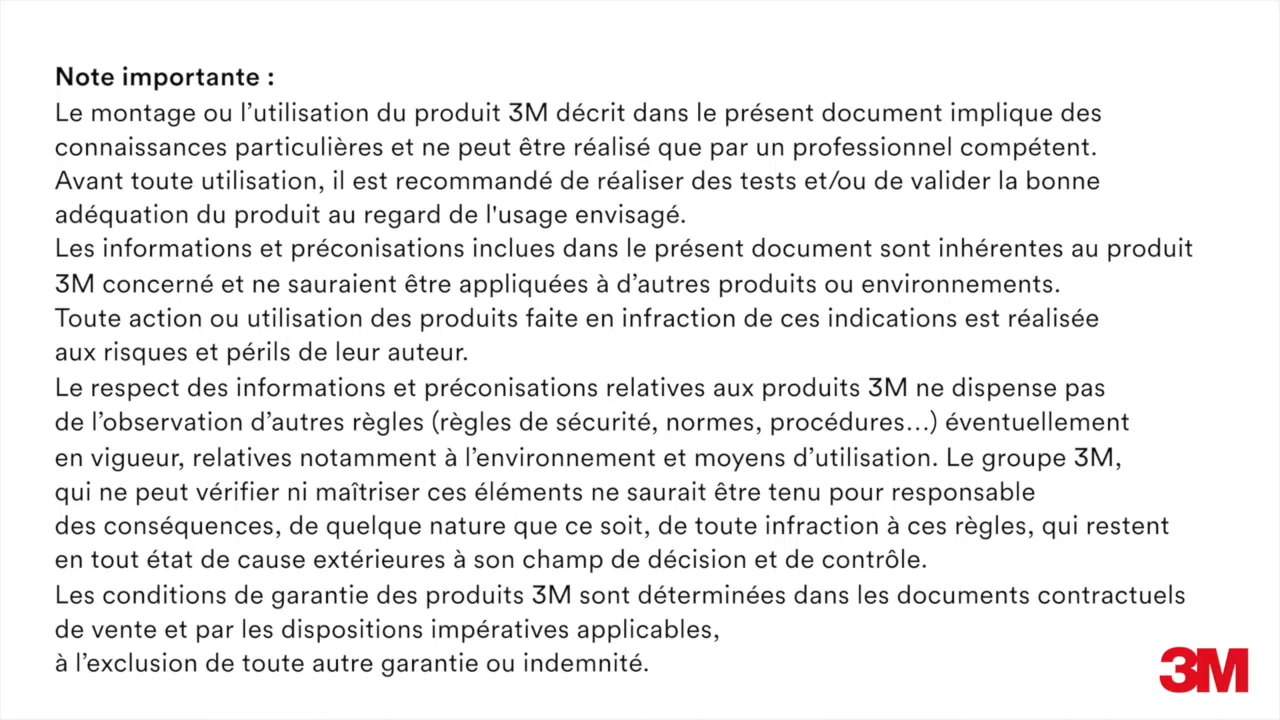 Note importante :
Le montage ou l’utilisation du produit 3M décrit dans le présent document implique des
connaissances particulières et ne peut être réalisé que par un professionnel compétent.
Avant toute utilisation, il est recommandé de réaliser des tests et/ou de valider la bonne
adéquation du produit au regard de l'usage envisagé.
Les informations et préconisations inclues dans le présent document sont inhérentes au produit
3M concerné et ne sauraient être appliquées à d’autres produits ou environnements.
Toute action ou utilisation des produits faite en infraction de ces indications est réalisée
aux risques et périls de leur auteur.
Le respect des informations et préconisations relatives aux produits 3M ne dispense pas
de l’observation d’autres règles (règles de sécurité, normes, procédures…) éventuellement
en vigueur, relatives notamment à l’environnement et moyens d’utilisation. Le groupe 3M,
qui ne peut vérifier ni maîtriser ces éléments ne saurait être tenu pour responsable
des conséquences, de quelque nature que ce soit, de toute infraction à ces règles, qui restent
en tout état de cause extérieures à son champ de décision et de contrôle.
Les conditions de garantie des produits 3M sont déterminées dans les documents contractuels
de vente et par les dispositions impératives applicables,
à l’exclusion de toute autre garantie ou indemnité.
3M